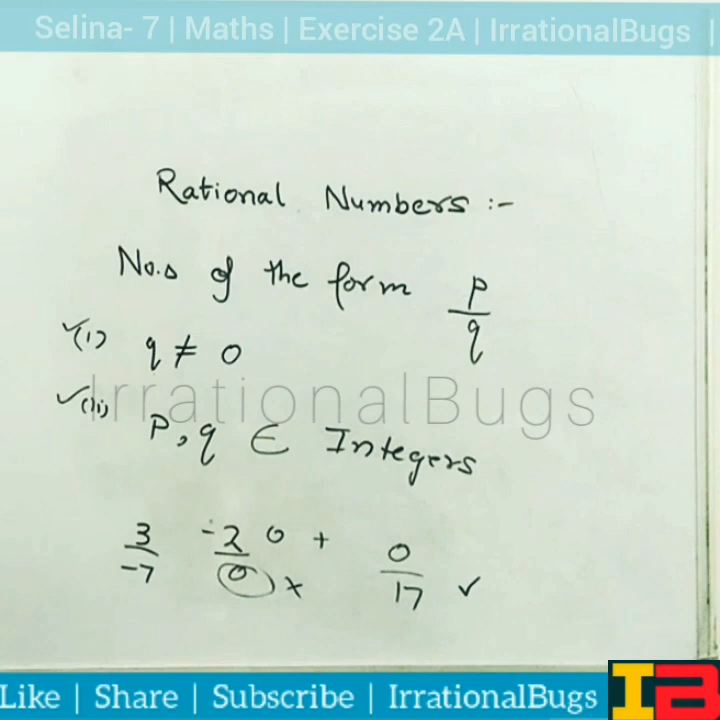 Selina- 7 | Maths | Exercise 2A | IrrationalBugs |
Rational Numbers :-
No.s of the form p/q
(i) q ≠ 0
IrrationalBugs
(ii) P, q ∈ Integers
3/-7 -2/0 0 + × 0/17 ✓
Like | Share | Subscribe | IrrationalBugs
IB